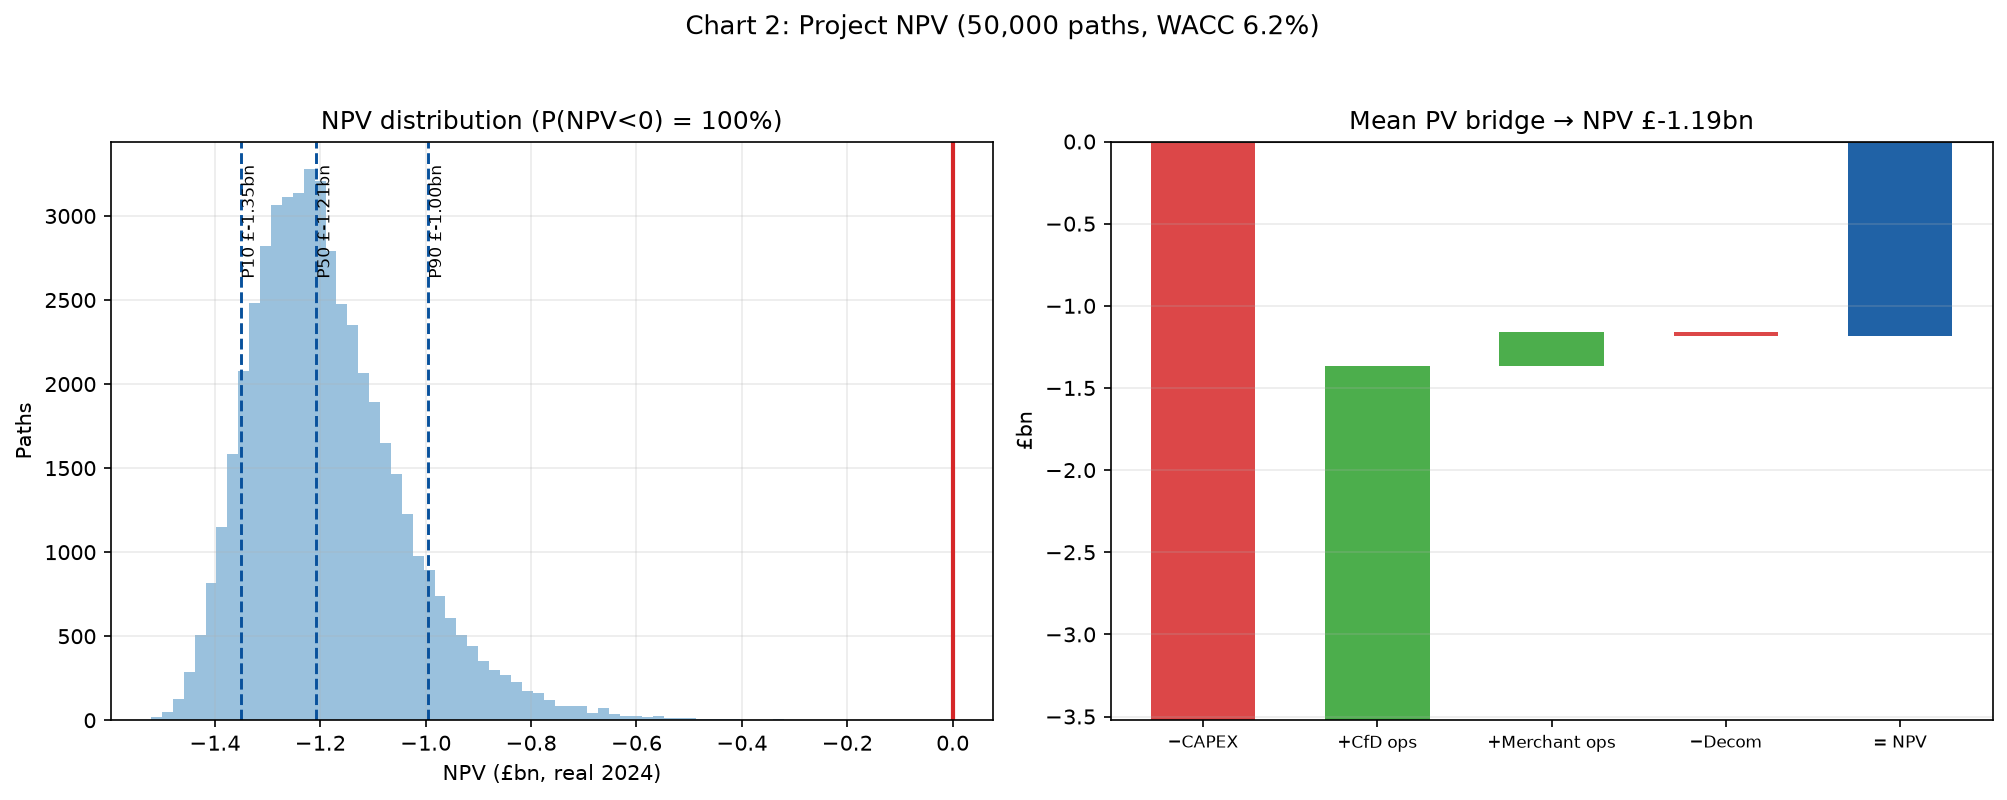 Chart 2: Project NPV (50,000 paths, WACC 6.2%)
NPV distribution (P(NPV<0) = 100%)
Paths
3000
2500
2000
1500
1000
500
0
P10 £-1.35bn
P50 £-1.21bn
P90 £-1.00bn
−1.4
−1.2
−1.0
−0.8
−0.6
−0.4
−0.2
0.0
NPV (£bn, real 2024)
Mean PV bridge → NPV £-1.19bn
£bn
0.0
−0.5
−1.0
−1.5
−2.0
−2.5
−3.0
−3.5
−CAPEX
+CfD ops
+Merchant ops
−Decom
= NPV